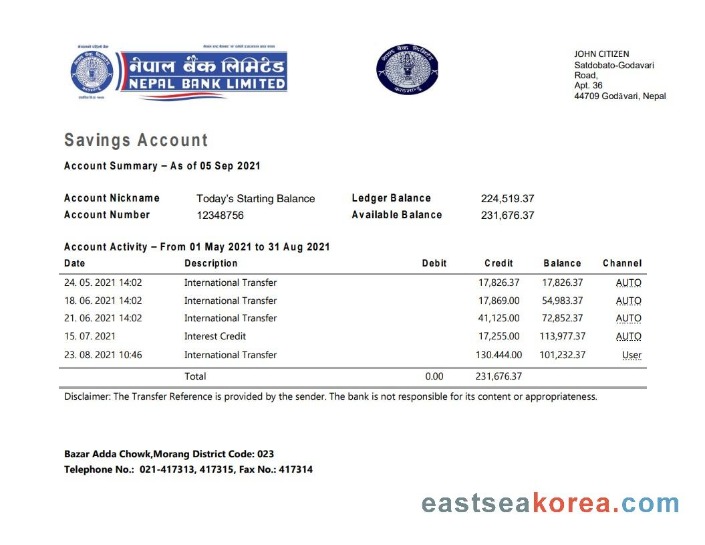 नेपाल बैंक लिमिटेड
NEPAL BANK LIMITED
JOHN CITIZEN
Satdobato-Godavari
Road,
Apt. 36
44709 Godāvari, Nepal
Savings Account
Account Summary – As of 05 Sep 2021
Account Nickname Today's Starting Balance Ledger Balance 224,519.37
Account Number 12348756 Available Balance 231,676.37
Account Activity – From 01 May 2021 to 31 Aug 2021
Date Description Debit Credit Balance Channel
24. 05. 2021 14:02 International Transfer 17,826.37 17,826.37 AUTO
18. 06. 2021 14:02 International Transfer 17,869.00 54,983.37 AUTO
21. 06. 2021 14:02 International Transfer 41,125.00 72,852.37 AUTO
15. 07. 2021 Interest Credit 17,255.00 113,977.37 AUTO
23. 08. 2021 10:46 International Transfer 130.444.00 101,232.37 User
Total 0.00 231,676.37
Disclaimer: The Transfer Reference is provided by the sender. The bank is not responsible for its content or appropriateness.
Bazar Adda Chowk,Morang District Code: 023
Telephone No.: 021-417313, 417315, Fax No.: 417314
eastseakorea.com